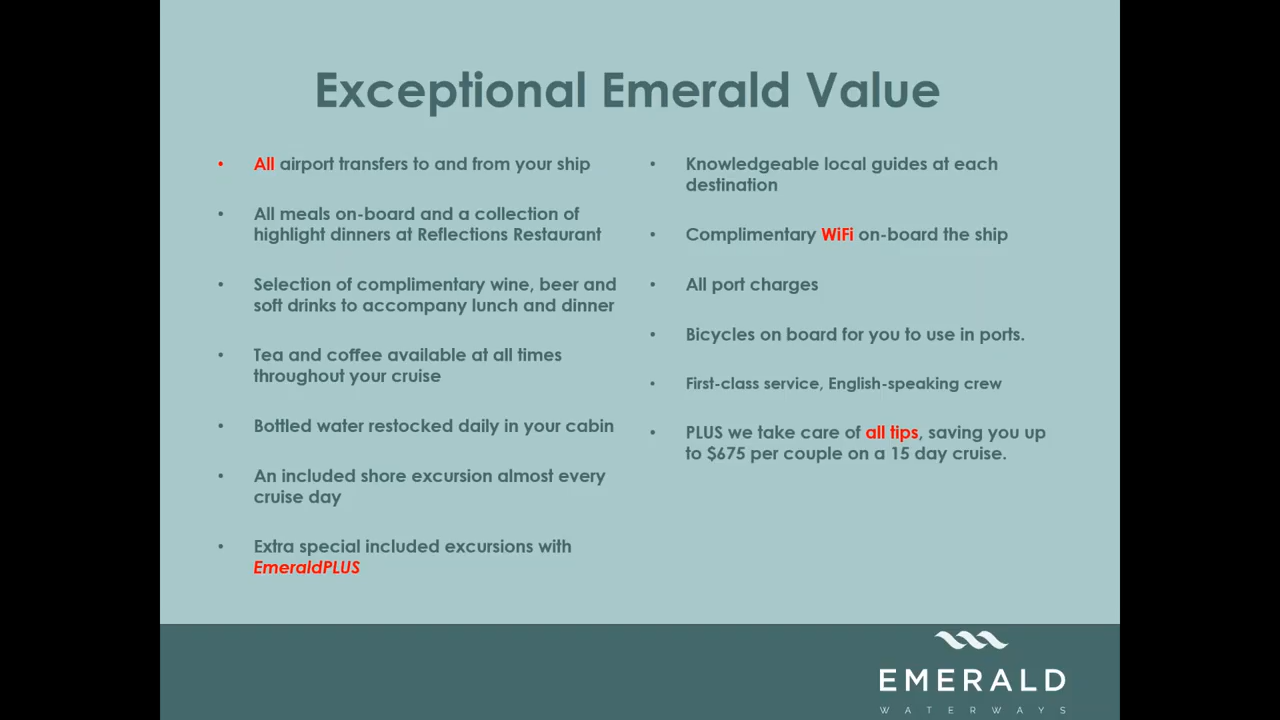 Exceptional Emerald Value
• All airport transfers to and from your ship
• All meals on-board and a collection of
highlight dinners at Reflections Restaurant
• Selection of complimentary wine, beer and
soft drinks to accompany lunch and dinner
• Tea and coffee available at all times
throughout your cruise
• Bottled water restocked daily in your cabin
• An included shore excursion almost every
cruise day
• Extra special included excursions with
EmeraldPLUS
• Knowledgeable local guides at each
destination
• Complimentary WiFi on-board the ship
• All port charges
• Bicycles on board for you to use in ports.
• First-class service, English-speaking crew
• PLUS we take care of all tips, saving you up
to $675 per couple on a 15 day cruise.
EMERALD
WATERWAYS